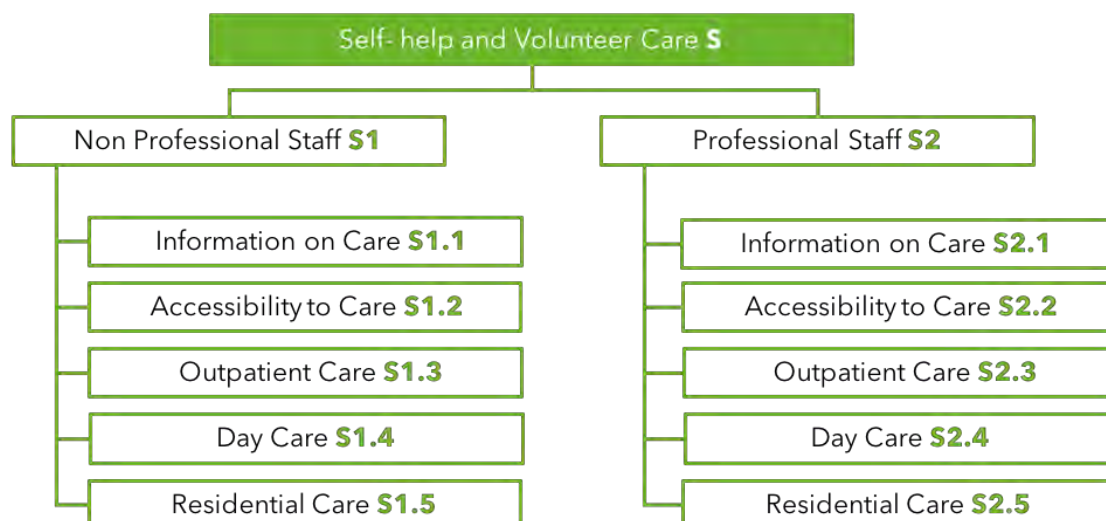 Self- help and Volunteer Care S
Non Professional Staff S1
Information on Care S1.1
Accessibility to Care S1.2
Outpatient Care S1.3
Day Care S1.4
Residential Care S1.5
Professional Staff S2
Information on Care S2.1
Accessibility to Care S2.2
Outpatient Care S2.3
Day Care S2.4
Residential Care S2.5